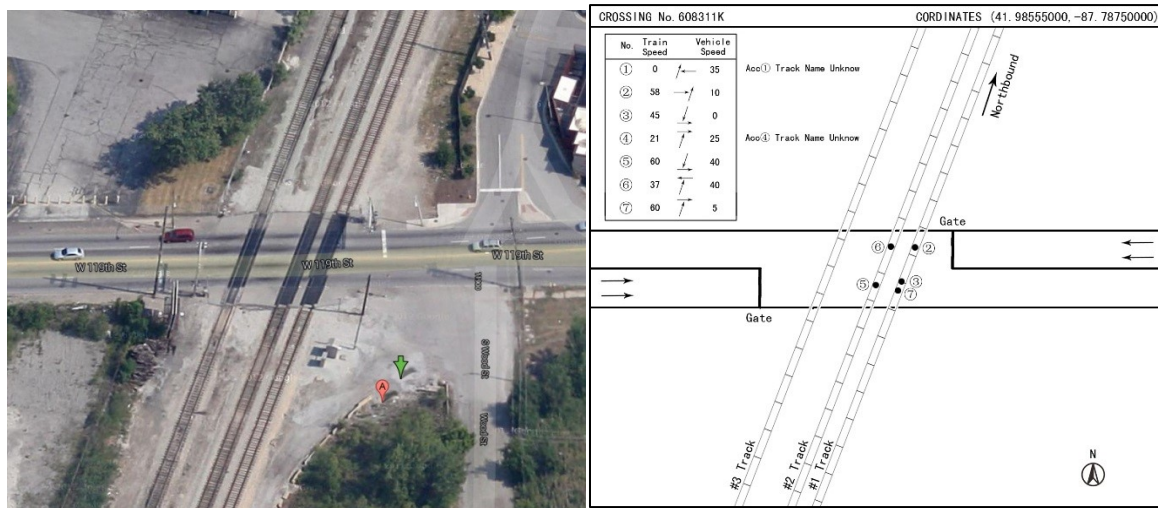 W 119th St
W 119th St
W 119th St
S Wood St
Wood St
A
CROSSING No. 608311K
CORDINATES (41.98555000,-87.78750000)
No. Train Speed Vehicle Speed
① 0 35 Acc① Track Name Unknow
② 58 10
③ 45 0
④ 21 25 Acc④ Track Name Unknow
⑤ 60 40
⑥ 37 40
⑦ 60 5
Northbound
Gate
⑥ ②
⑤ ③
⑦
Gate
#3 Track
#2 Track
#1 Track
N